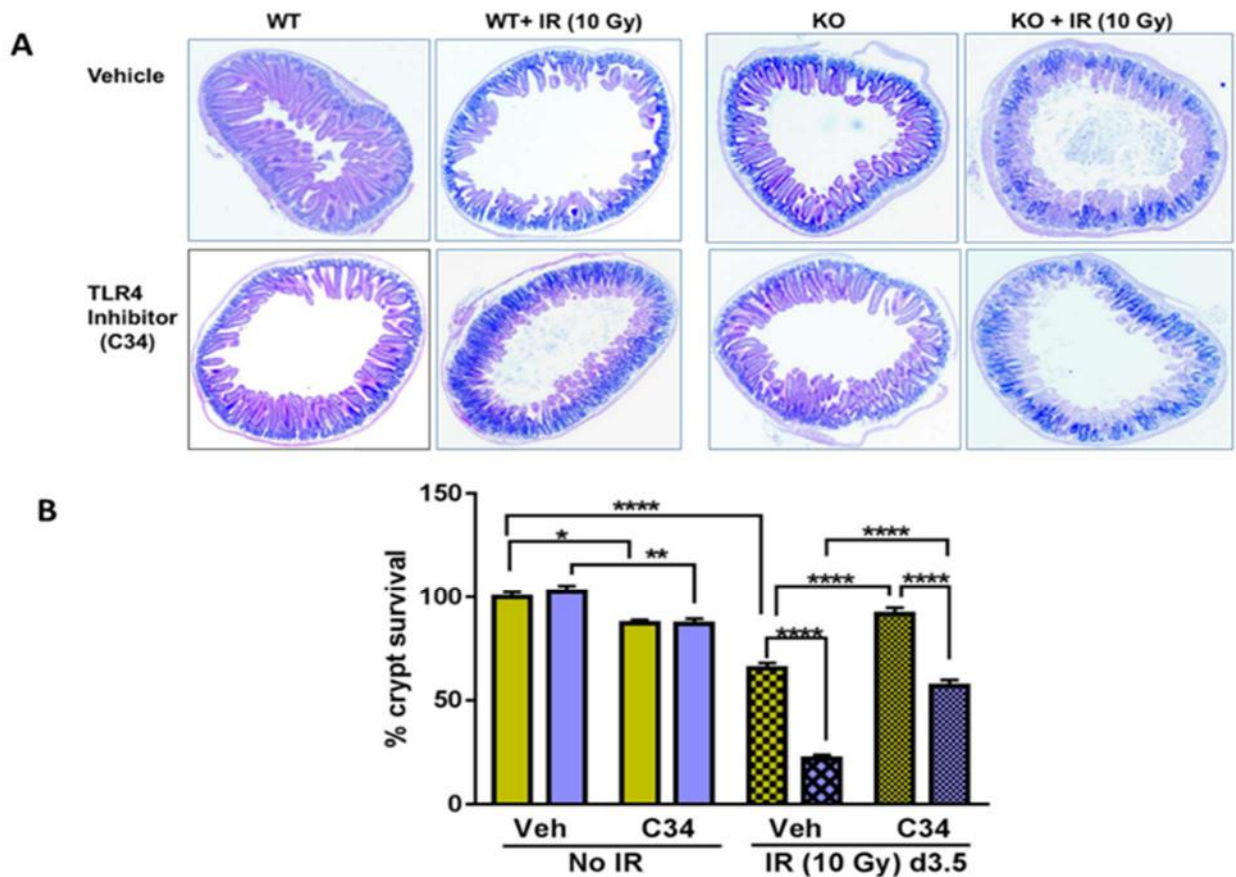 A
WT
WT+ IR (10 Gy)
KO
KO + IR (10 Gy)
Vehicle
TLR4
Inhibitor
(C34)
B
% crypt survival
150
100
50
0
****
*
**
****
****
****
****
Veh
C34
Veh
C34
No IR
IR (10 Gy) d3.5